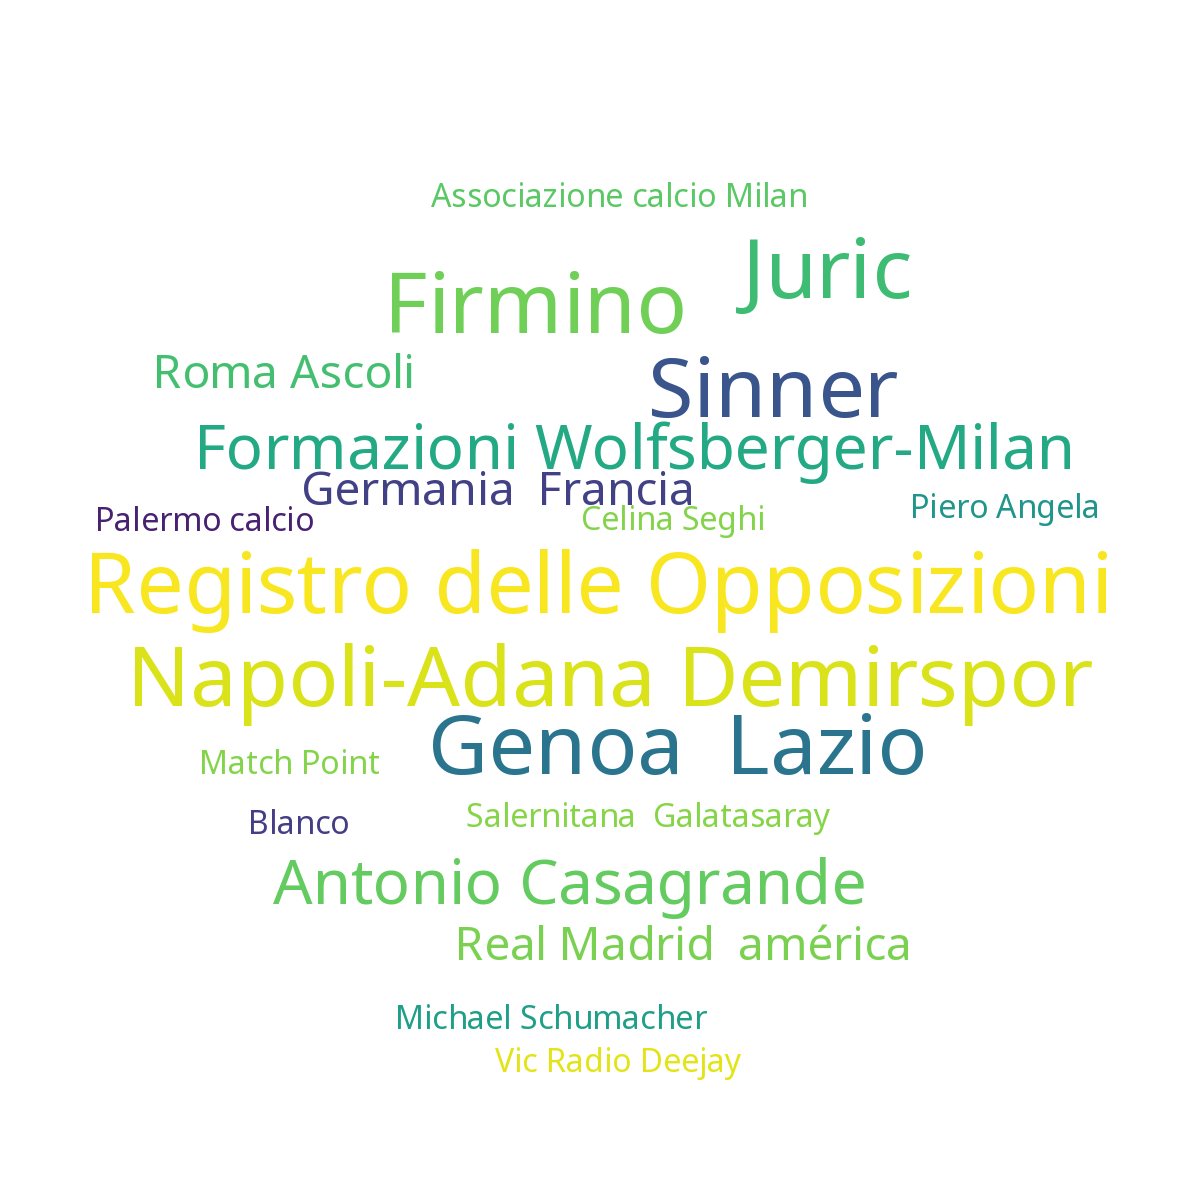 Associazione calcio Milan
Juric
Firmino
Roma Ascoli
Sinner
Formazioni Wolfsberger-Milan
Germania Francia
Piero Angela
Palermo calcio
Celina Seghi
Registro delle Opposizioni
Napoli-Adana Demirspor
Genoa Lazio
Match Point
Salernitana Galatasaray
Blanco
Antonio Casagrande
Real Madrid américa
Michael Schumacher
Vic Radio Deejay